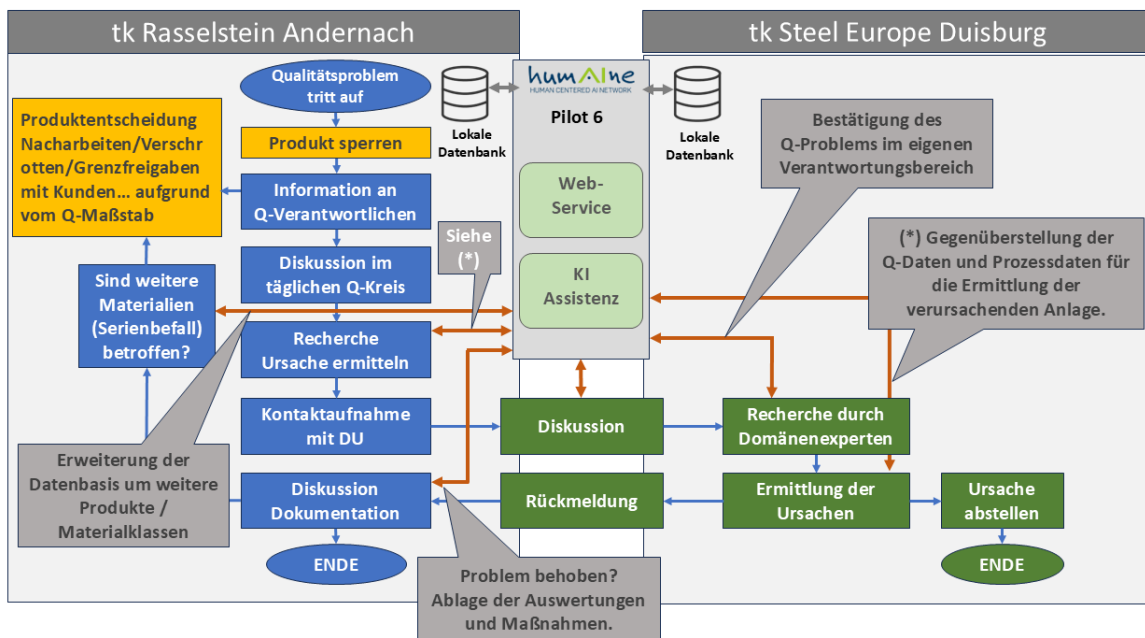 tk Rasselstein Andernach
tk Steel Europe Duisburg
Qualitätsproblem
tritt auf
Produkt sperren
Information an
Q-Verantwortlichen
Diskussion im
täglichen Q-Kreis
Recherche
Ursache ermitteln
Kontaktaufnahme
mit DU
Diskussion
Dokumentation
ENDE
Produktentscheidung
Nacharbeiten/Verschr
otten/Grenzfreigaben
mit Kunden... aufgrund
vom Q-Maßstab
Sind weitere
Materialien
(Serienbefall)
betroffen?
Erweiterung der
Datenbasis um weitere
Produkte /
Materialklassen
Siehe
(*)
Lokale
Datenbank
humAIne
HUMAN CENTERED AI NETWORK
Pilot 6
Web-
Service
KI
Assistenz
Lokale
Datenbank
Diskussion
Rückmeldung
Problem behoben?
Ablage der Auswertungen
und Maßnahmen.
Bestätigung des
Q-Problems im eigenen
Verantwortungsbereich
(*) Gegenüberstellung der
Q-Daten und Prozessdaten für
die Ermittlung der
verursachenden Anlage.
Recherche durch
Domänenexperten
Ermittlung der
Ursachen
Ursache
abstellen
ENDE